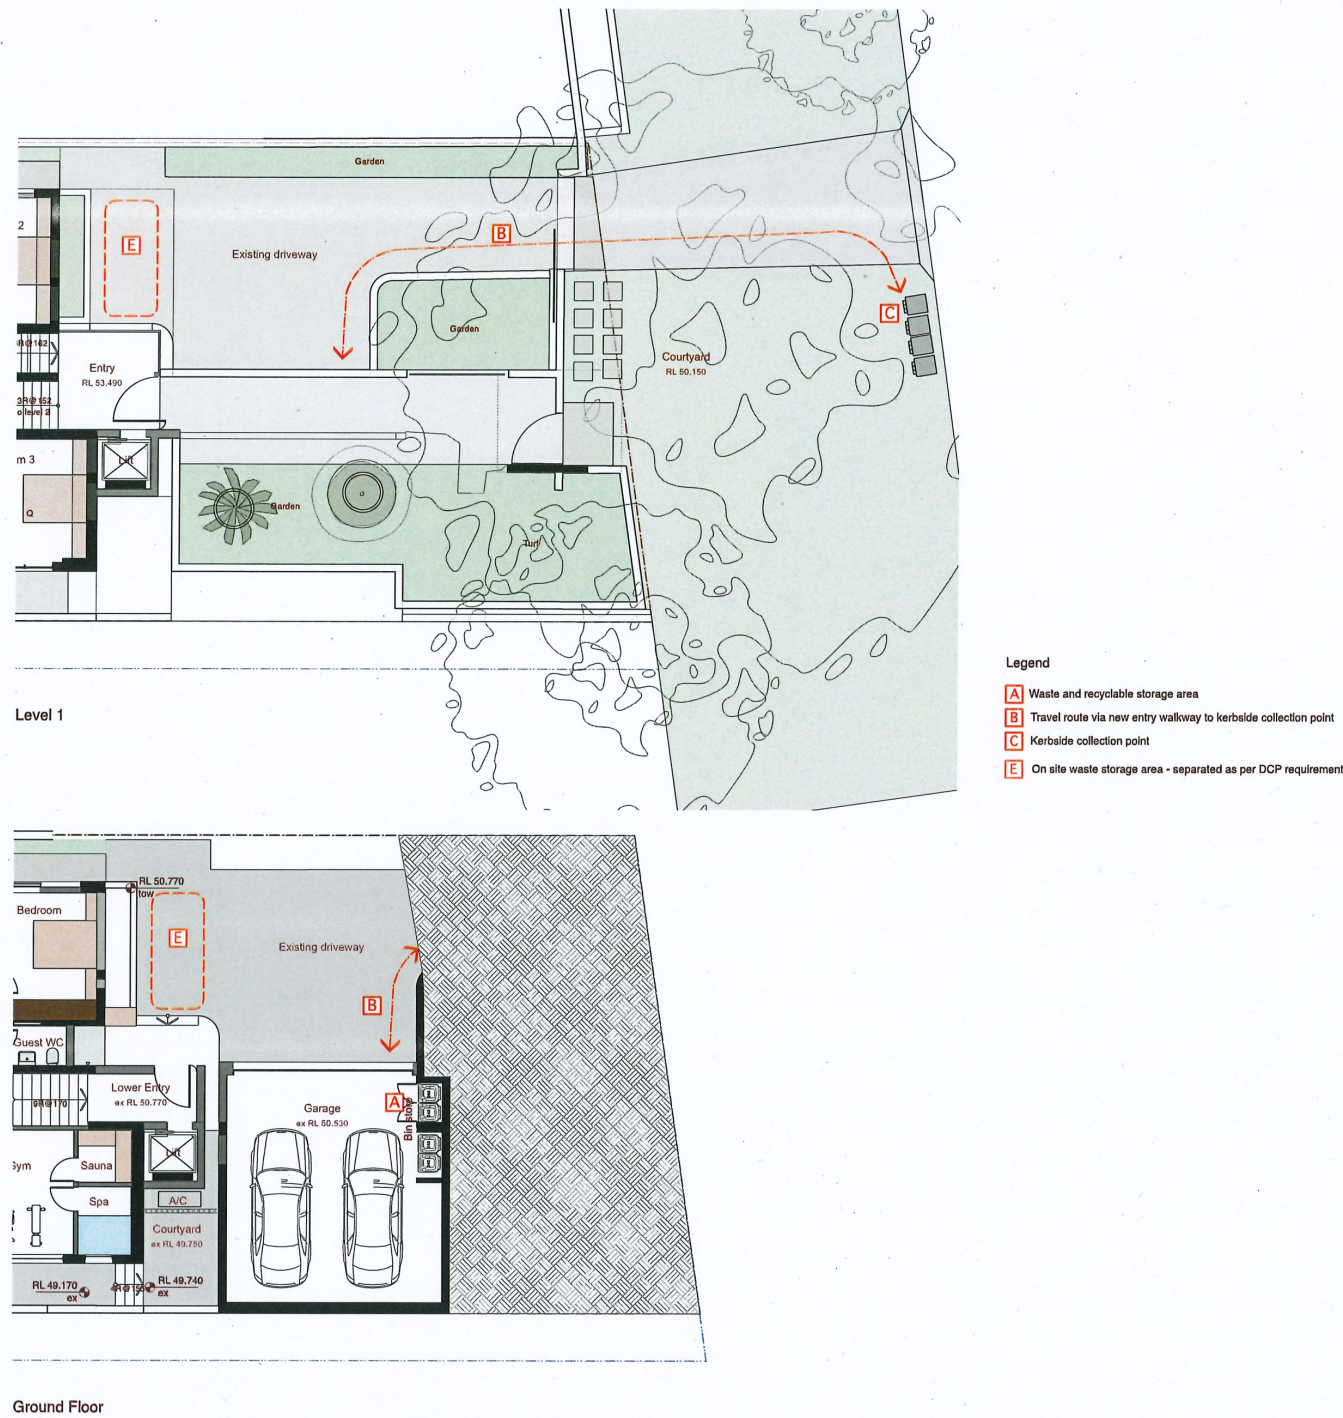 Garden
2
E
B
Existing driveway
C
Garden
Entry
RL 53.490
Courtyard
RL 50.150
m 3
Lift
Q
Garden
Turf
Level 1
Legend
A Waste and recyclable storage area
B Travel route via new entry walkway to kerbside collection point
C Kerbside collection point
E On site waste storage area - separated as per DCP requirement
RL 50.770
tow
Bedroom
E
Existing driveway
B
Guest WC
Lower Entry
ex RL 50.770
9R@170
Garage
ex RL 50.530
A
Bin store
Lift
Gym
Sauna
Spa
A/C
Courtyard
ex RL 49.750
RL 49.170
ex
RL 49.740
ex
Ground Floor